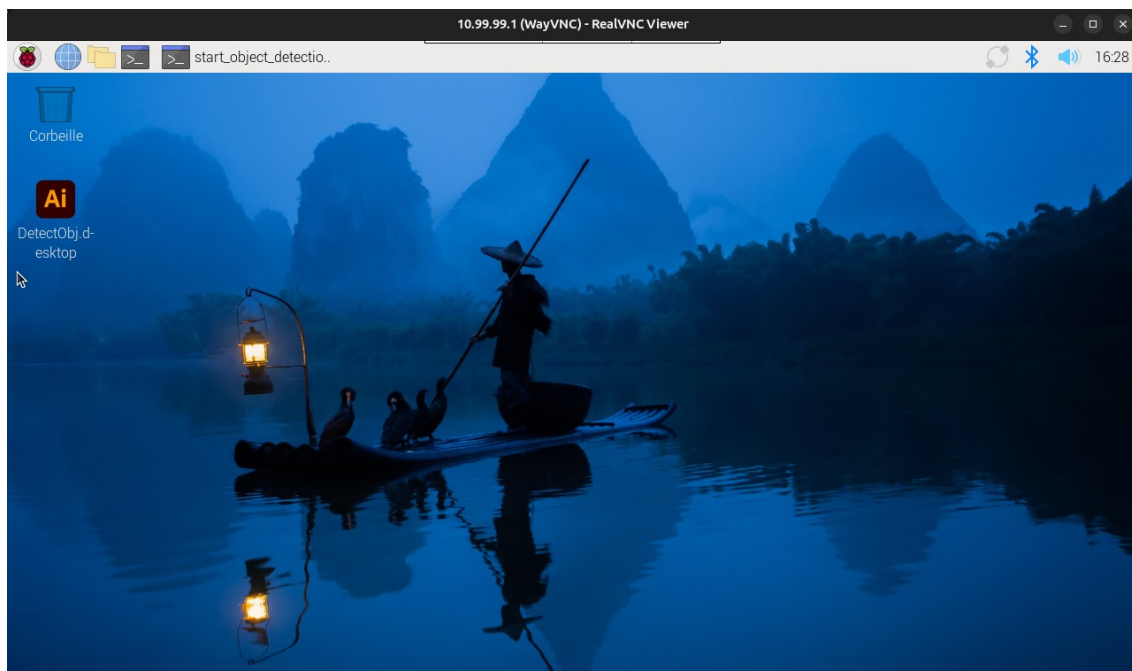 10.99.99.1 (WayVNC) - RealVNC Viewer
start_object_detectio..
16:28
Corbeille
Ai
DetectObj.d-
esktop